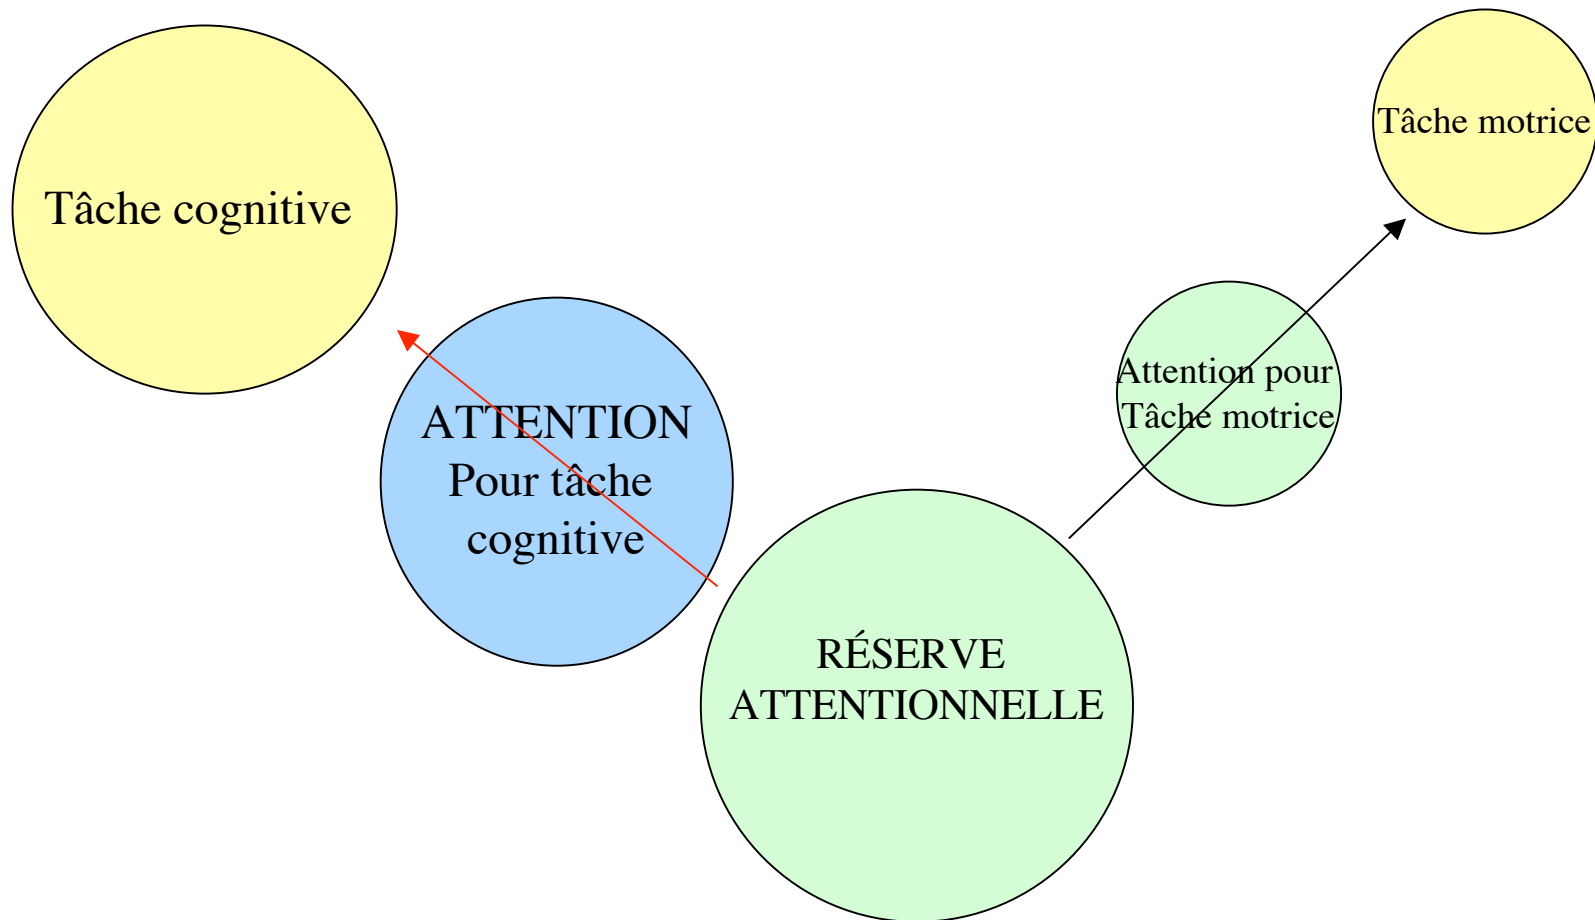 Tâche motrice
Tâche cognitive
Attention pour
Tâche motrice
ATTENTION
Pour tâche
cognitive
RÉSERVE
ATTENTIONNELLE